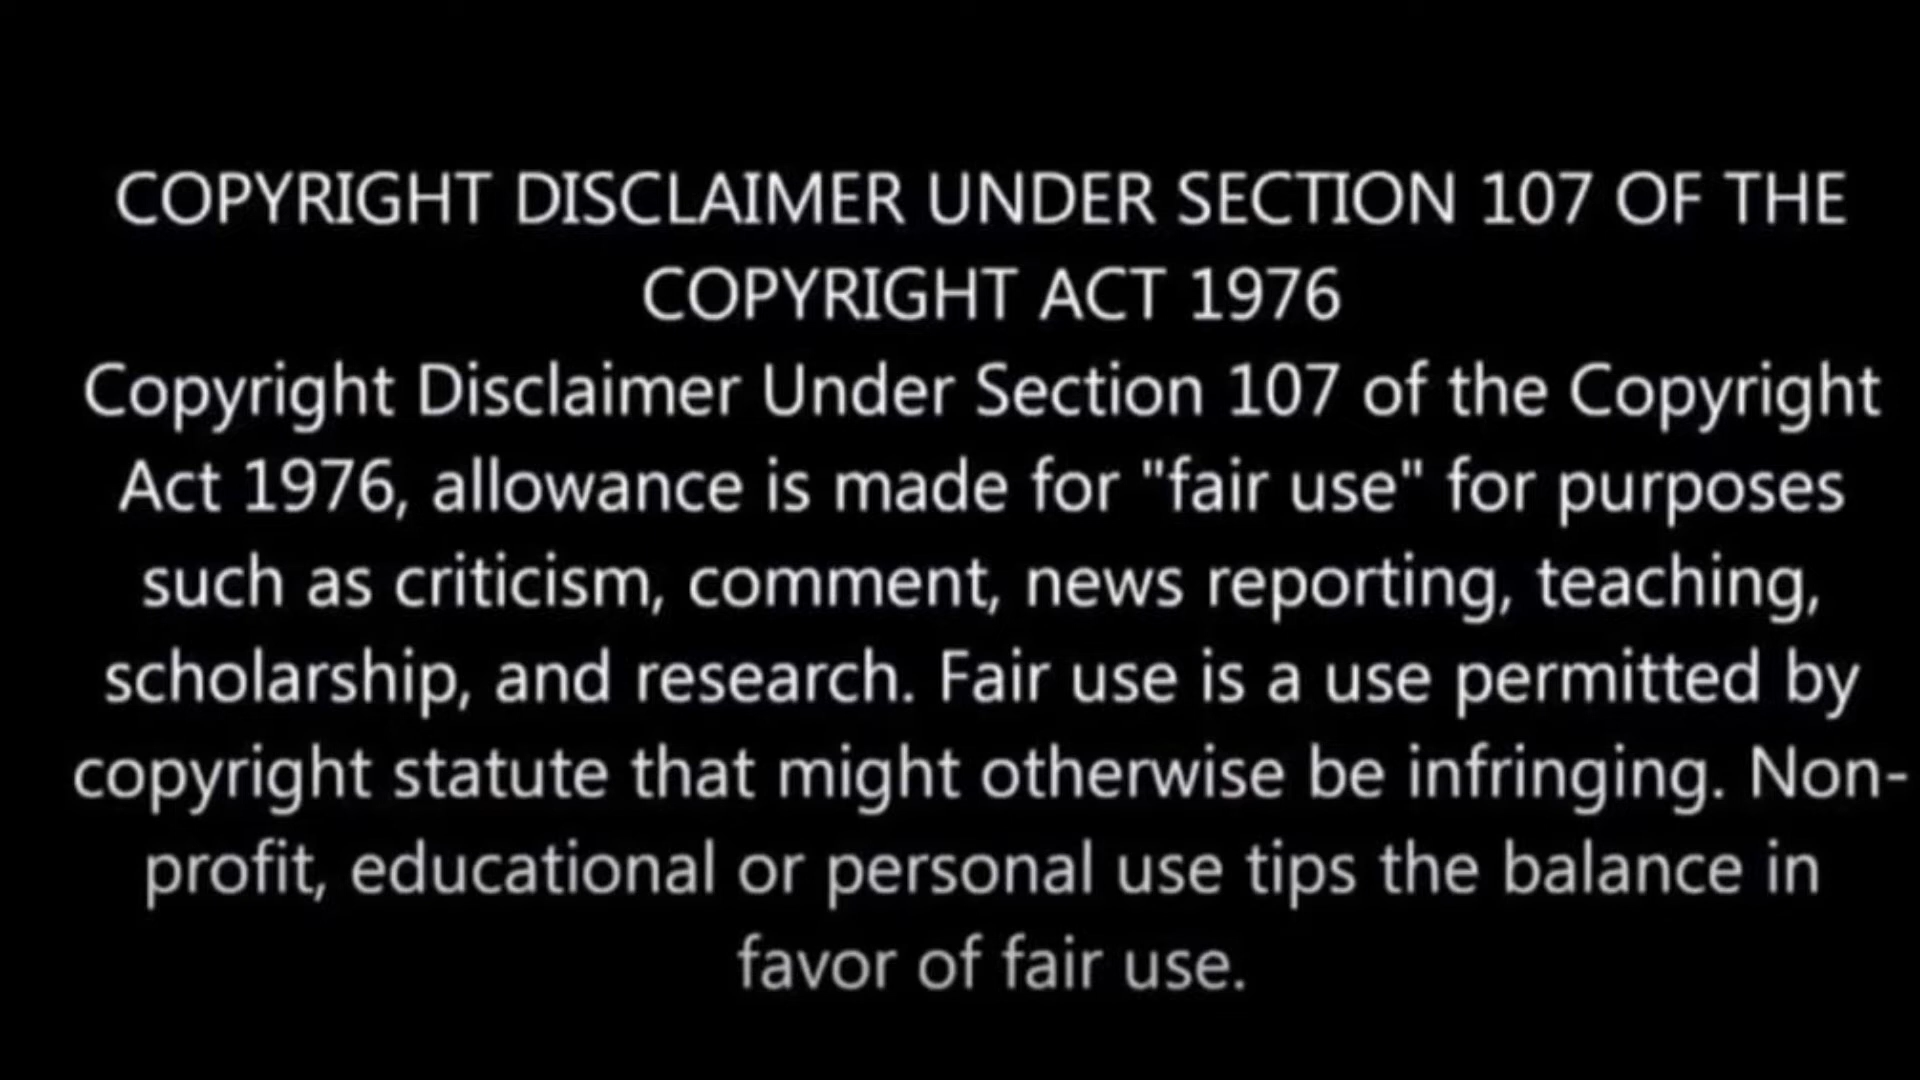 COPYRIGHT DISCLAIMER UNDER SECTION 107 OF THE
COPYRIGHT ACT 1976
Copyright Disclaimer Under Section 107 of the Copyright
Act 1976, allowance is made for "fair use" for purposes
such as criticism, comment, news reporting, teaching,
scholarship, and research. Fair use is a use permitted by
copyright statute that might otherwise be infringing. Non-
profit, educational or personal use tips the balance in
favor of fair use.